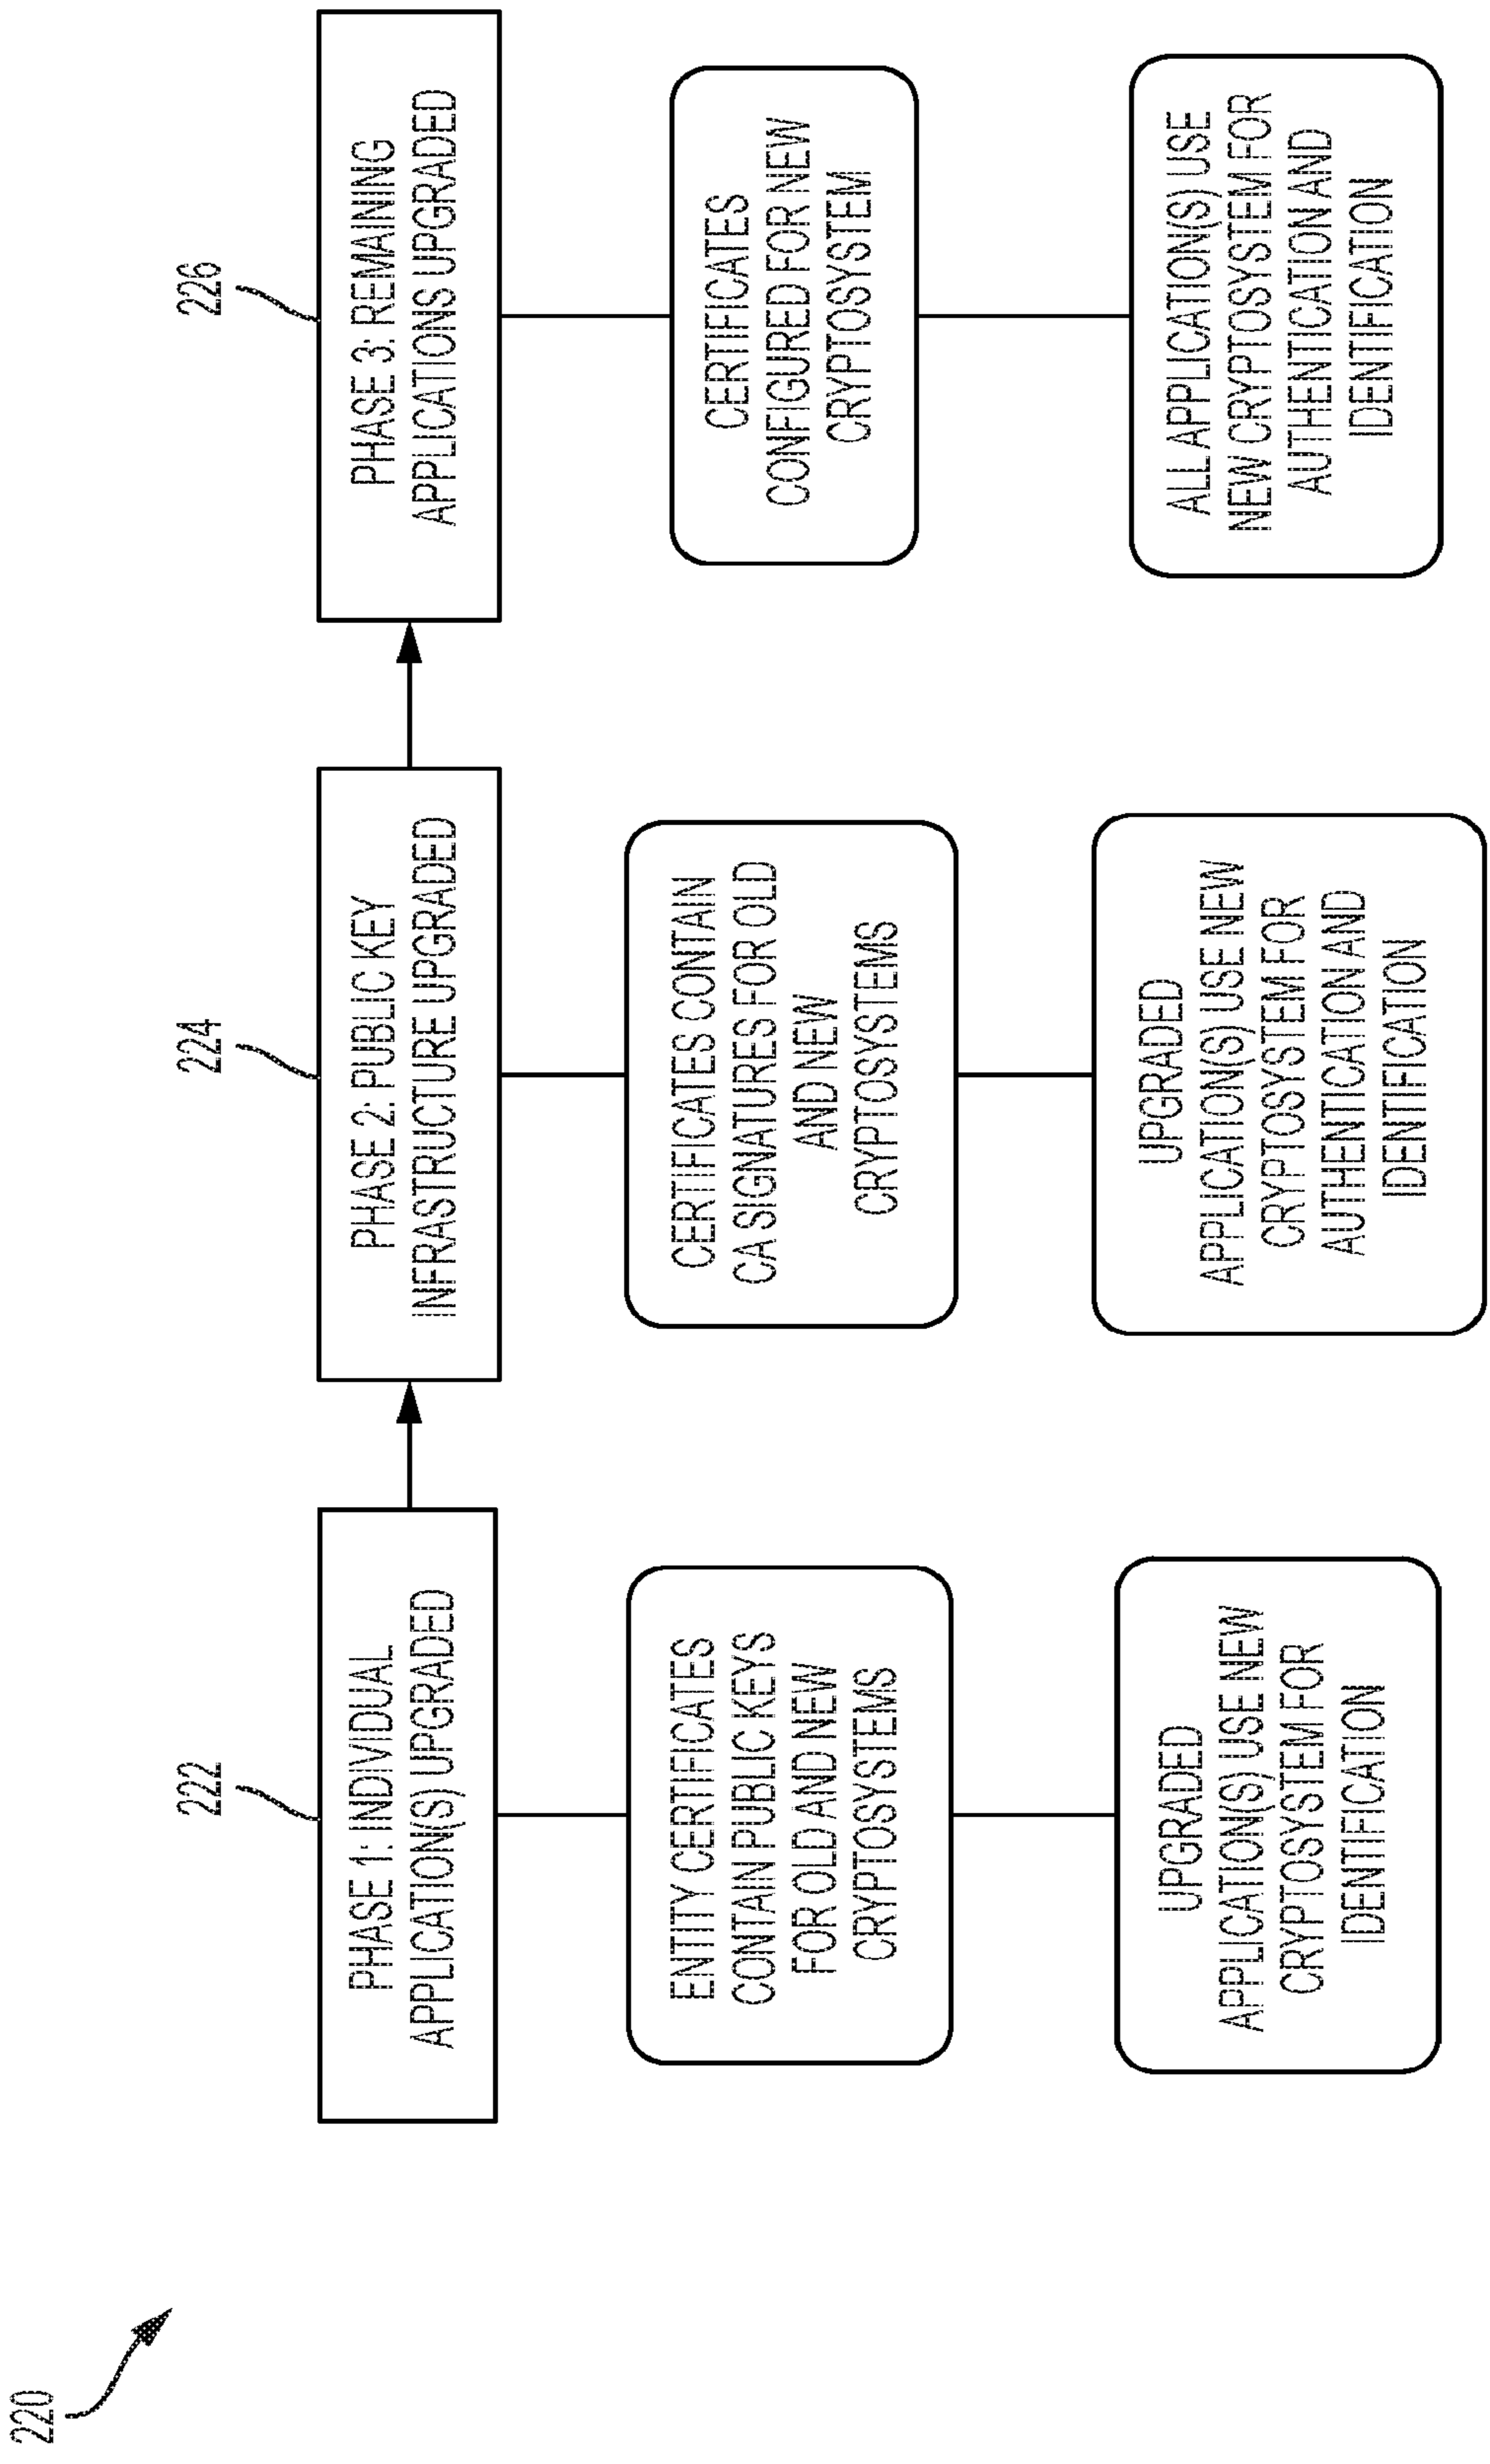 220
222
PHASE 1: INDIVIDUAL
APPLICATION(S) UPGRADED
ENTITY CERTIFICATES
CONTAIN PUBLIC KEYS
FOR OLD AND NEW
CRYPTOSYSTEMS
UPGRADED
APPLICATION(S) USE NEW
CRYPTOSYSTEM FOR
IDENTIFICATION
224
PHASE 2: PUBLIC KEY
INFRASTRUCTURE UPGRADED
CERTIFICATES CONTAIN
CA SIGNATURES FOR OLD
AND NEW
CRYPTOSYSTEMS
UPGRADED
APPLICATION(S) USE NEW
CRYPTOSYSTEM FOR
AUTHENTICATION AND
IDENTIFICATION
226
PHASE 3: REMAINING
APPLICATIONS UPGRADED
CERTIFICATES
CONFIGURED FOR NEW
CRYPTOSYSTEM
ALL APPLICATION(S) USE
NEW CRYPTOSYSTEM FOR
AUTHENTICATION AND
IDENTIFICATION